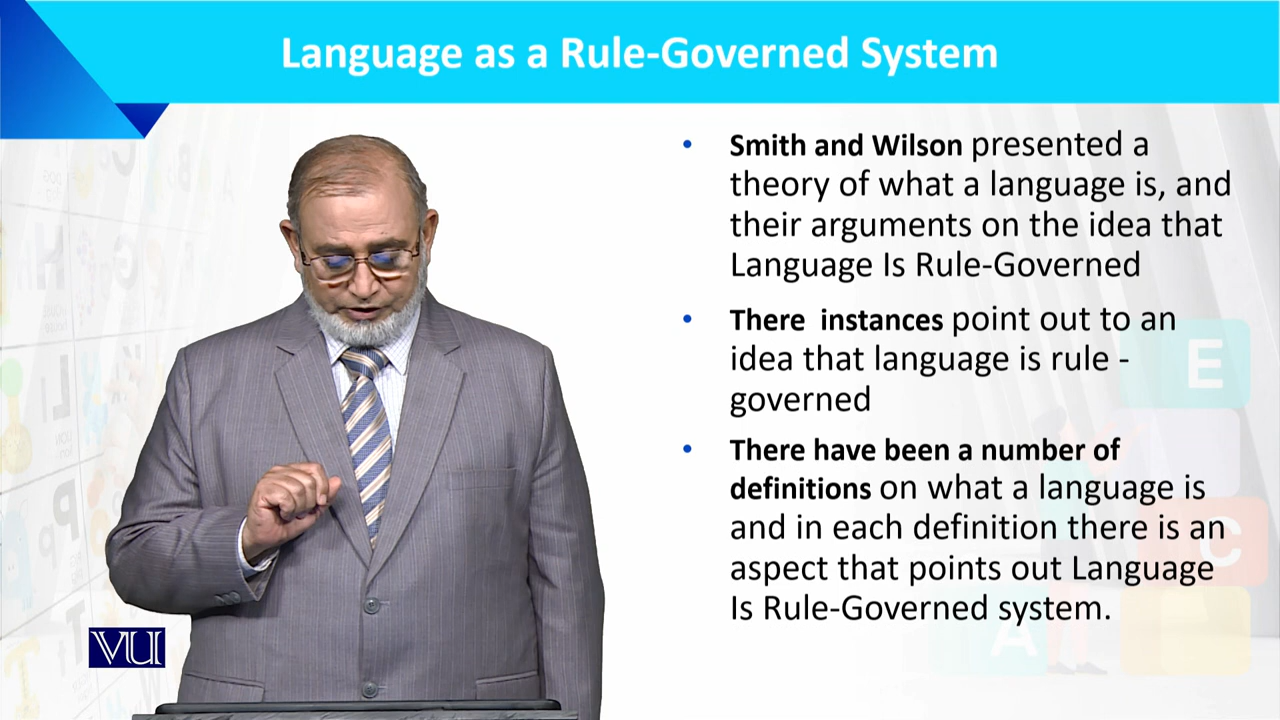 Language as a Rule-Governed System
• Smith and Wilson presented a
theory of what a language is, and
their arguments on the idea that
Language Is Rule-Governed
• There instances point out to an
idea that language is rule -
governed
• There have been a number of
definitions on what a language is
and in each definition there is an
aspect that points out Language
Is Rule-Governed system.
VU
E
C
A